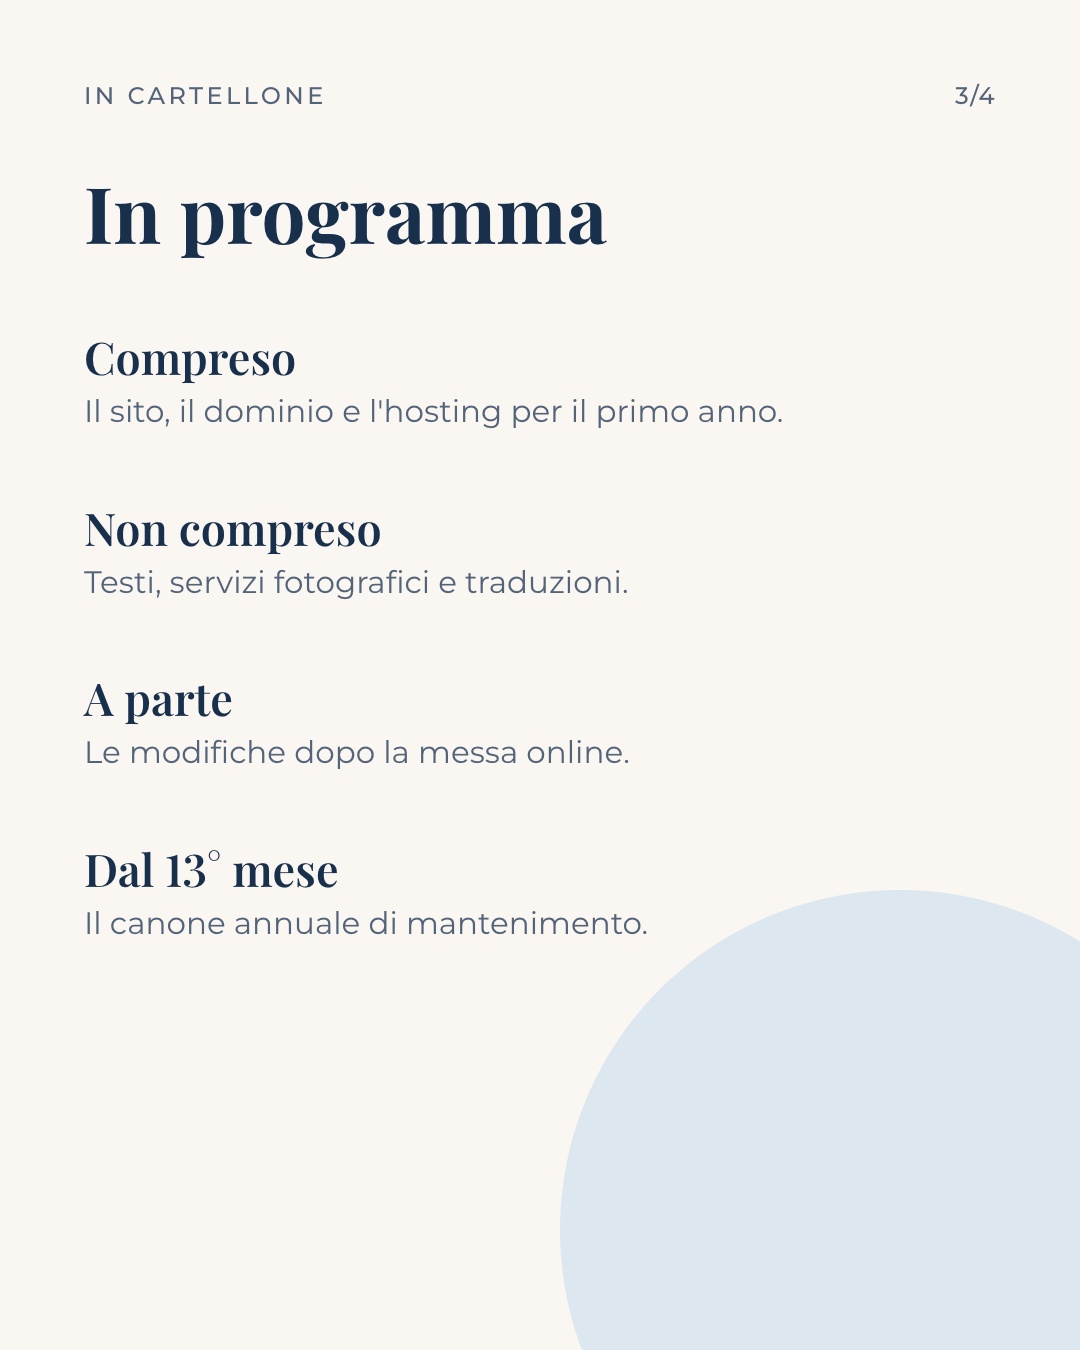 IN CARTELLONE
3/4
In programma
Compreso
Il sito, il dominio e l'hosting per il primo anno.
Non compreso
Testi, servizi fotografici e traduzioni.
A parte
Le modifiche dopo la messa online.
Dal 13° mese
Il canone annuale di mantenimento.